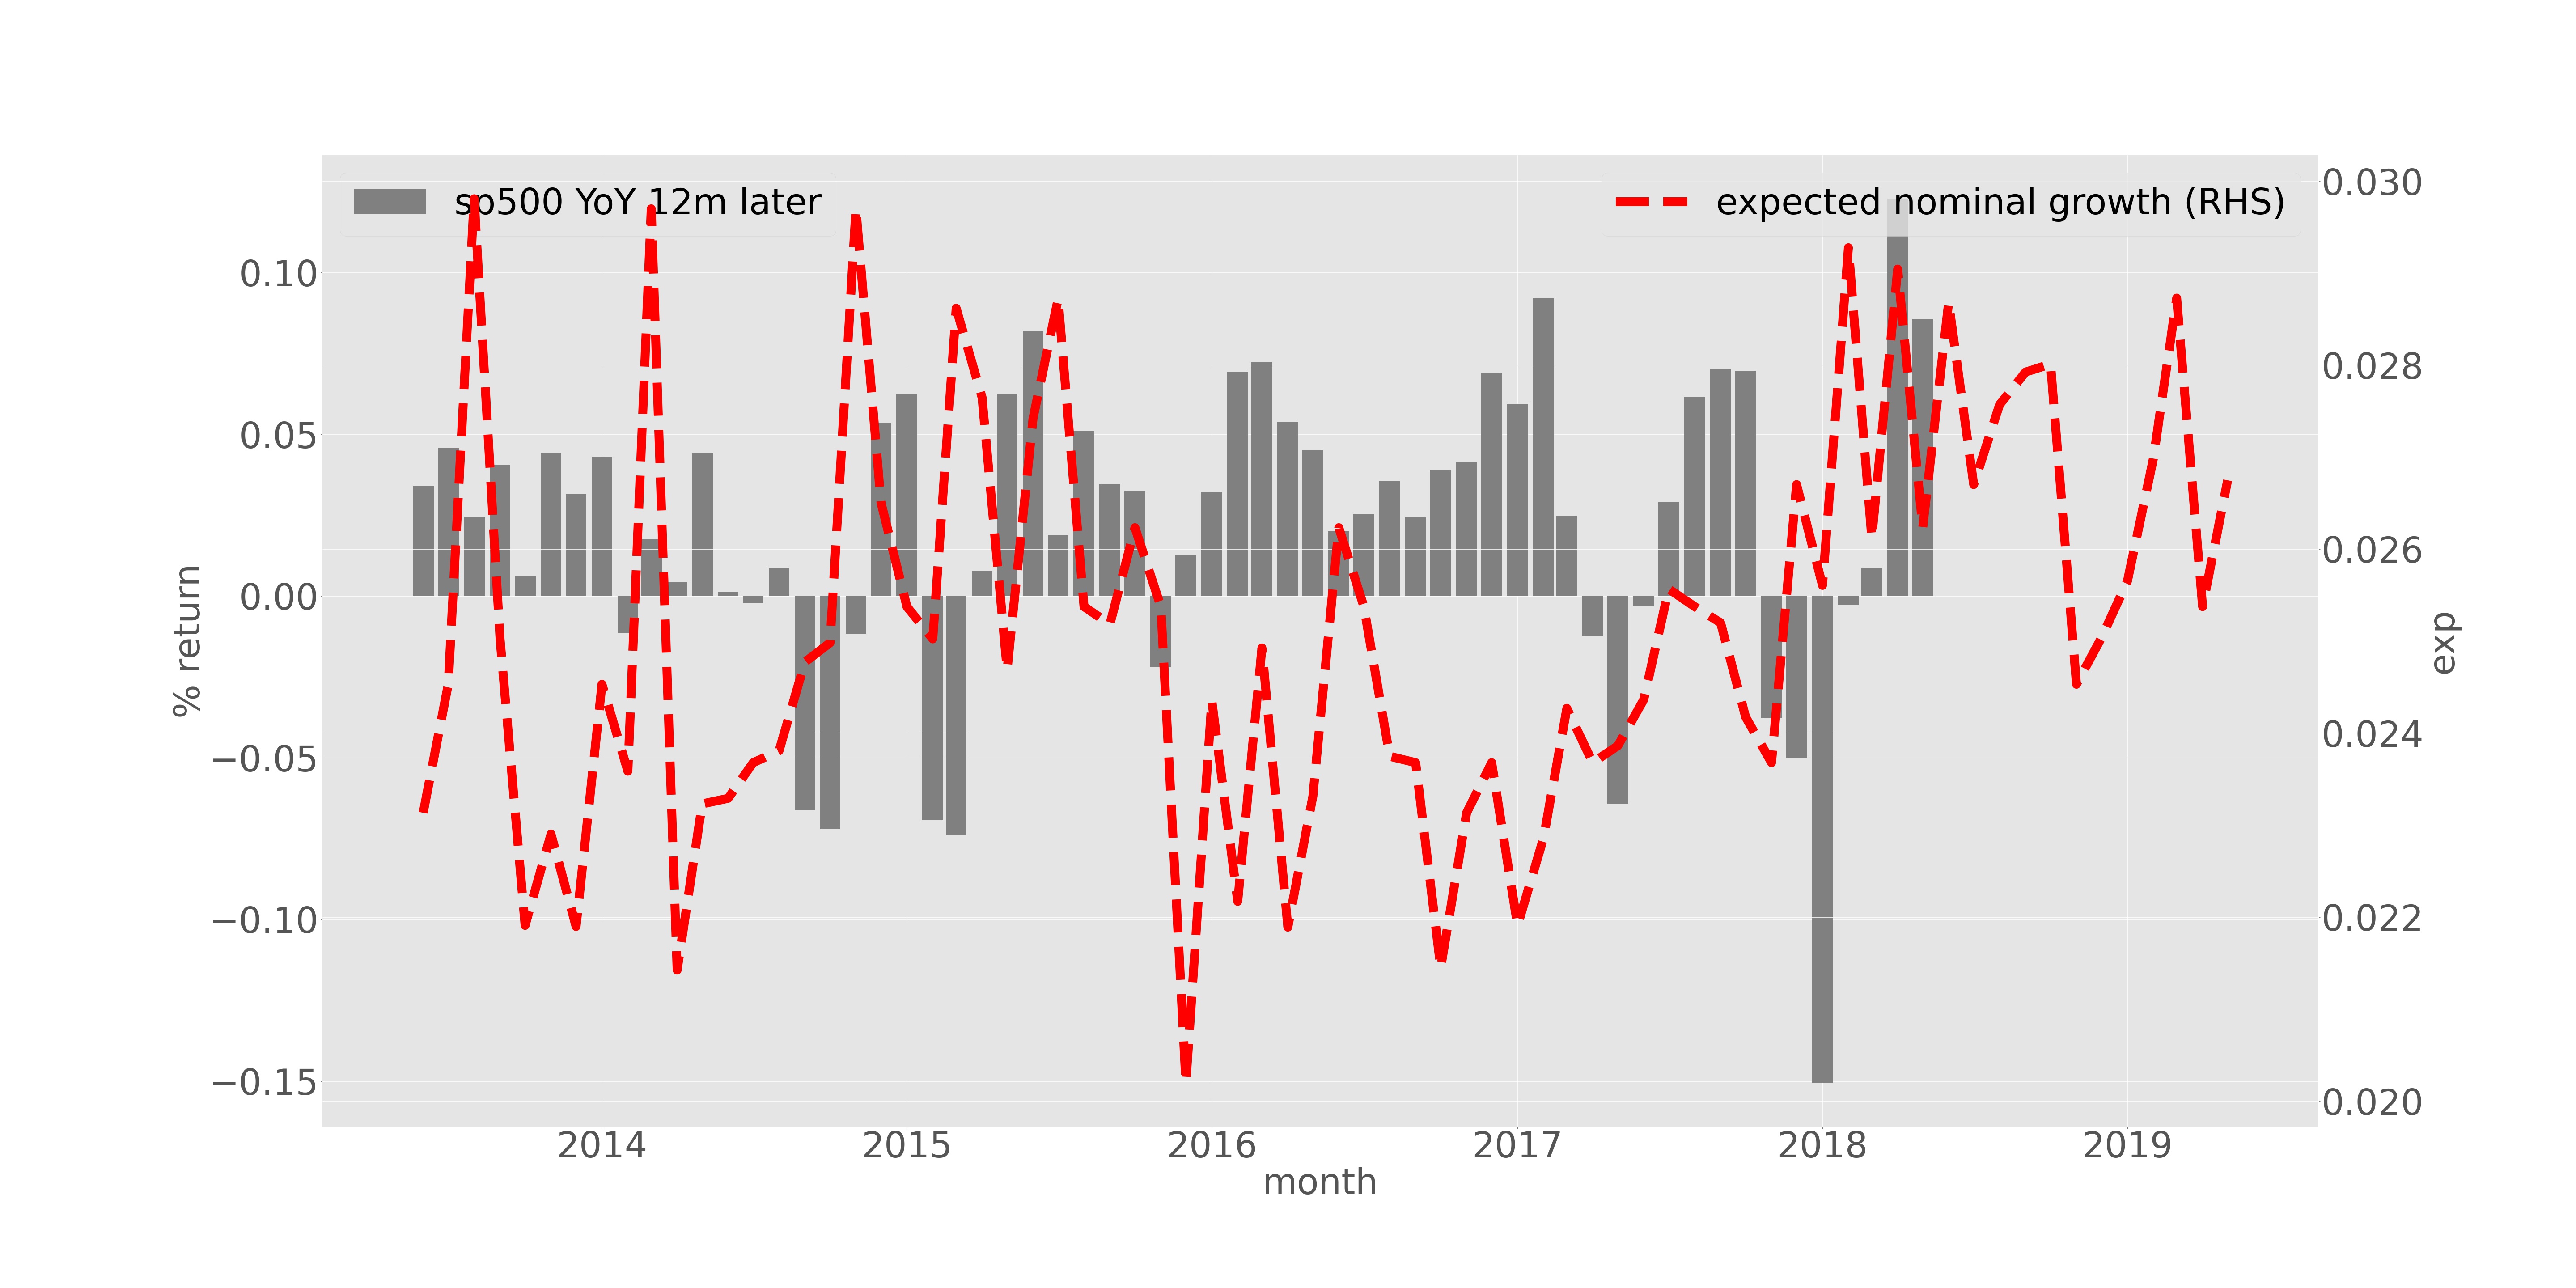 sp500 YoY 12m later
expected nominal growth (RHS)
0.10
0.05
0.00
−0.05
−0.10
−0.15
% return
0.030
0.028
0.026
0.024
0.022
0.020
exp
2014 2015 2016 2017 2018 2019
month